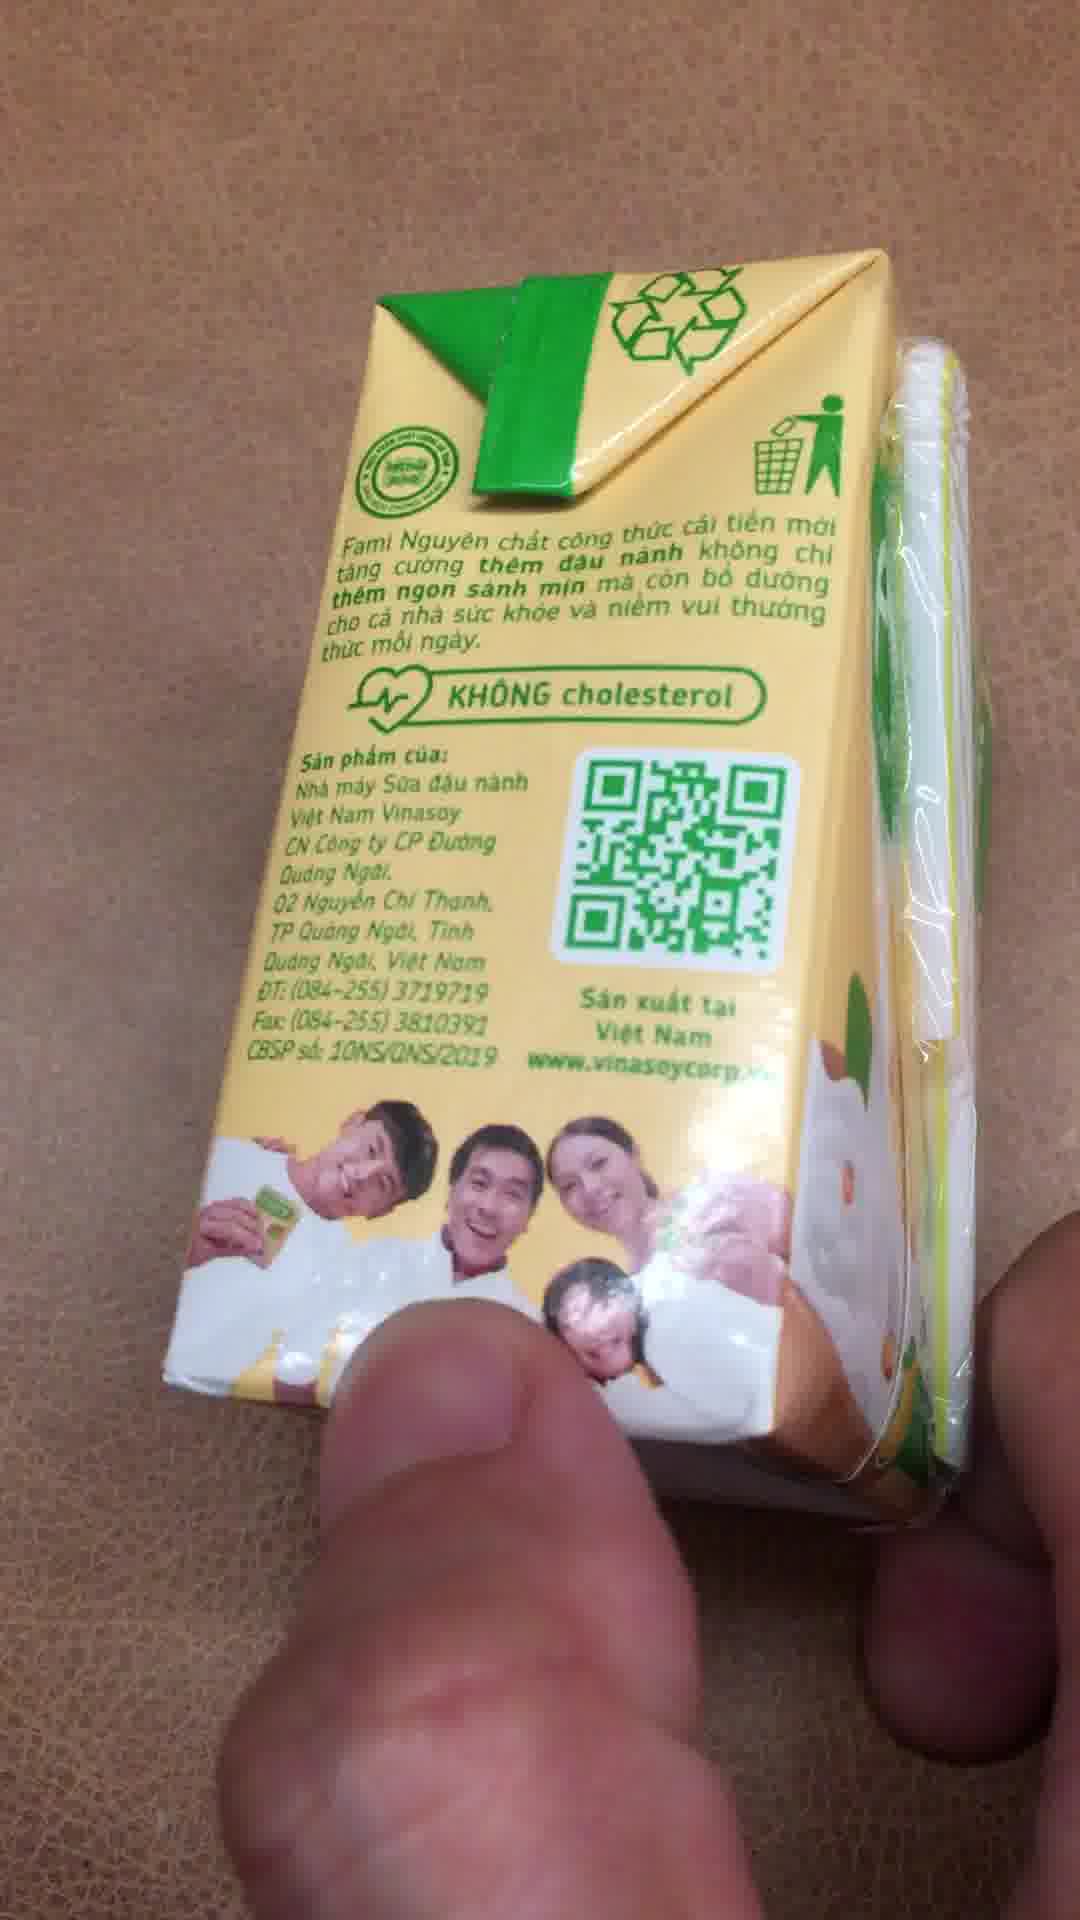 Fami Nguyên chất công thức cải tiến mới
tăng cường thêm đậu nành không chỉ
thêm ngon sánh mịn mà còn bổ dưỡng
cho cả nhà sức khỏe và niềm vui thưởng
thức mỗi ngày.
KHÔNG cholesterol
Sản phẩm của:
Nhà máy Sữa đậu nành
Việt Nam Vinasoy
CN Công ty CP Đường
Quảng Ngãi.
02 Nguyễn Chí Thanh,
TP Quảng Ngãi, Tỉnh
Quảng Ngãi, Việt Nam
ĐT: (084-255) 3719719
Fax: (084-255) 3810391
CBSP số: 10NS/QNS/2019
Sản xuất tại
Việt Nam
www.vinasoycorp.